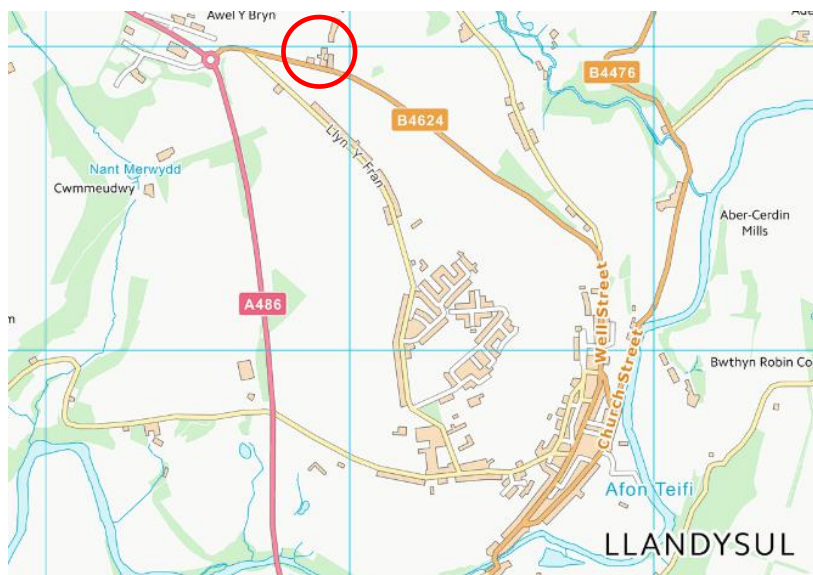 Awel Y Bryn
Ade
B4476
B4624
Llyn Y Fran
Nant Merwydd
Cwmmeudwy
Aber-Cerdin
Mills
A486
m
Well Street
Church Street
Bwthyn Robin Co
Afon Teifi
LLANDYSUL